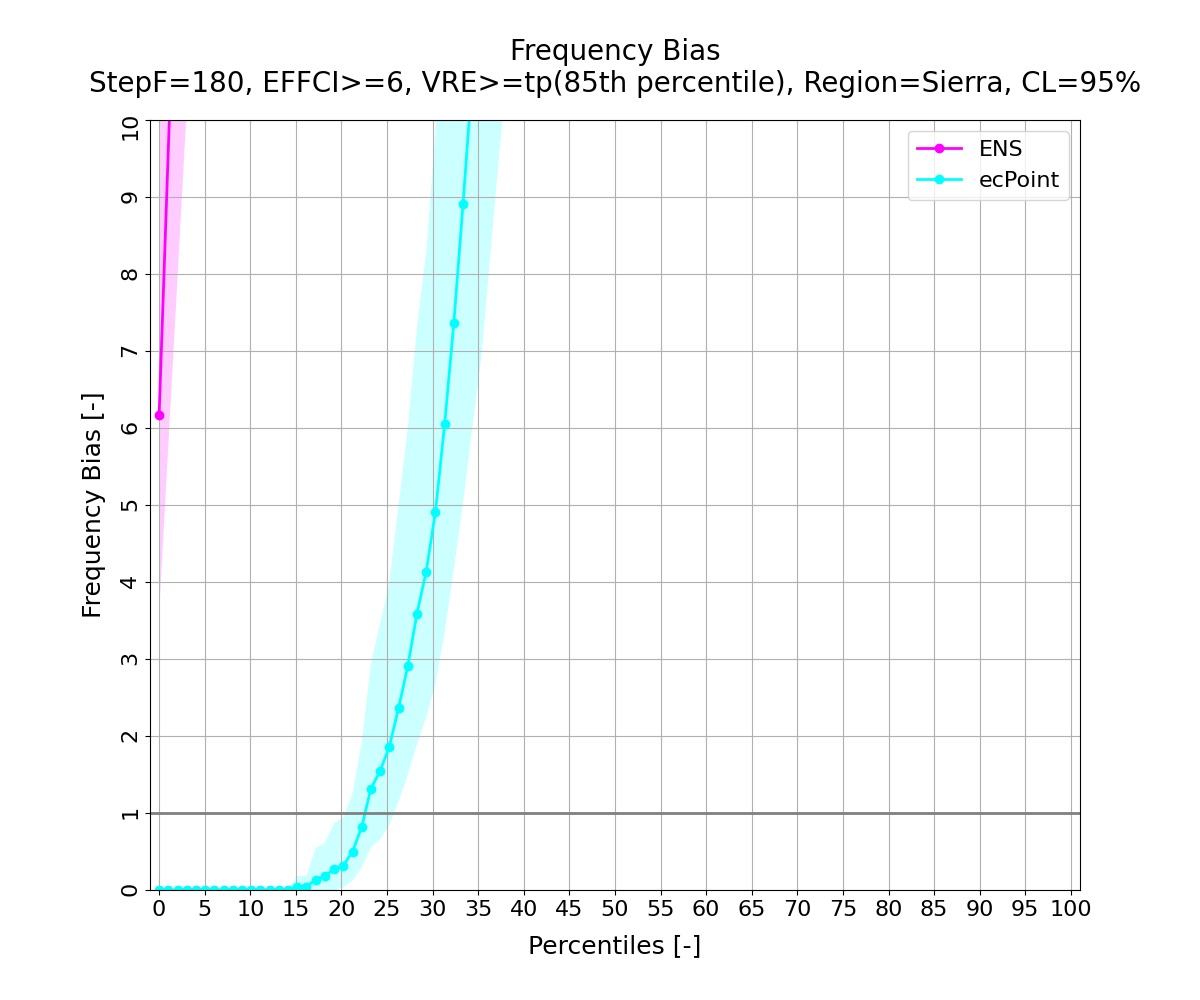 Frequency Bias
StepF=180, EFFCI>=6, VRE>=tp(85th percentile), Region=Sierra, CL=95%
ENS
ecPoint
10
9
8
7
6
5
4
3
2
1
0
Frequency Bias [-]
0 5 10 15 20 25 30 35 40 45 50 55 60 65 70 75 80 85 90 95 100
Percentiles [-]